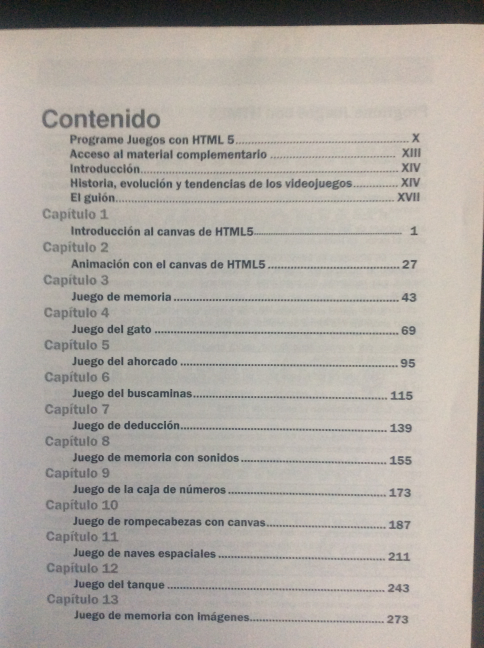 Contenido
Programe Juegos con HTML 5 X
Acceso al material complementario XIII
Introducción XIV
Historia, evolución y tendencias de los videojuegos XIV
El guión XVII
Capítulo 1
Introducción al canvas de HTML5 1
Capítulo 2
Animación con el canvas de HTML5 27
Capítulo 3
Juego de memoria 43
Capítulo 4
Juego del gato 69
Capítulo 5
Juego del ahorcado 95
Capítulo 6
Juego del buscaminas 115
Capítulo 7
Juego de deducción 139
Capítulo 8
Juego de memoria con sonidos 155
Capítulo 9
Juego de la caja de números 173
Capítulo 10
Juego de rompecabezas con canvas 187
Capítulo 11
Juego de naves espaciales 211
Capítulo 12
Juego del tanque 243
Capítulo 13
Juego de memoria con imágenes 273